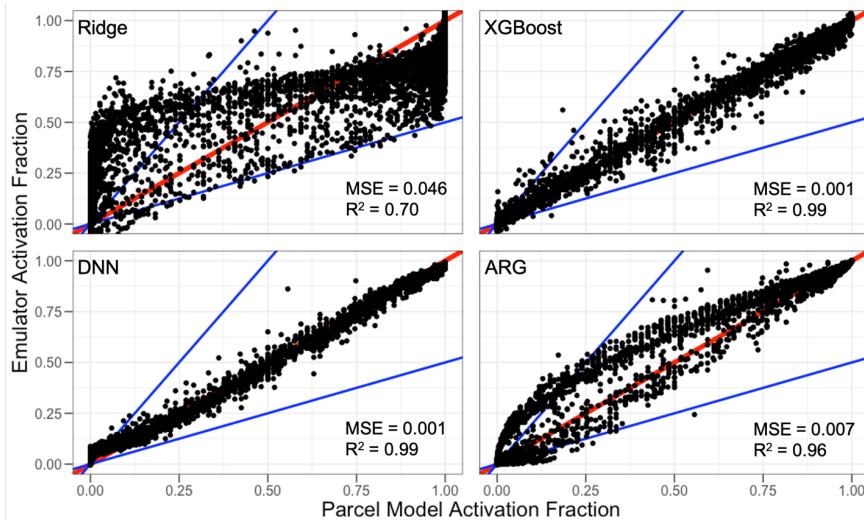 Ridge
XGBoost
1.00
0.75
0.50
0.25
0.00
MSE = 0.046
R² = 0.70
MSE = 0.001
R² = 0.99
Emulator Activation Fraction
DNN
ARG
1.00
0.75
0.50
0.25
0.00
MSE = 0.001
R² = 0.99
MSE = 0.007
R² = 0.96
0.00 0.25 0.50 0.75 1.00 0.00 0.25 0.50 0.75 1.00
Parcel Model Activation Fraction